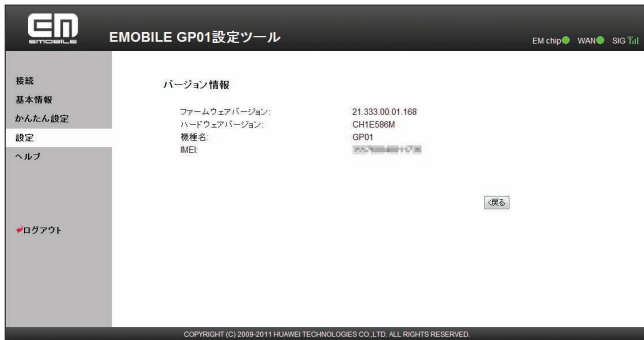 EM
EMOBILE
EMOBILE GP01設定ツール
EM chip WAN SIG
接続
基本情報
かんたん設定
設定
ヘルプ
ログアウト
バージョン情報
ファームウェアバージョン: 21.333.00.01.168
ハードウェアバージョン: CH1E586M
機種名: GP01
IMEI:
<戻る
COPYRIGHT (C) 2009-2011 HUAWEI TECHNOLOGIES CO.,LTD. ALL RIGHTS RESERVED.